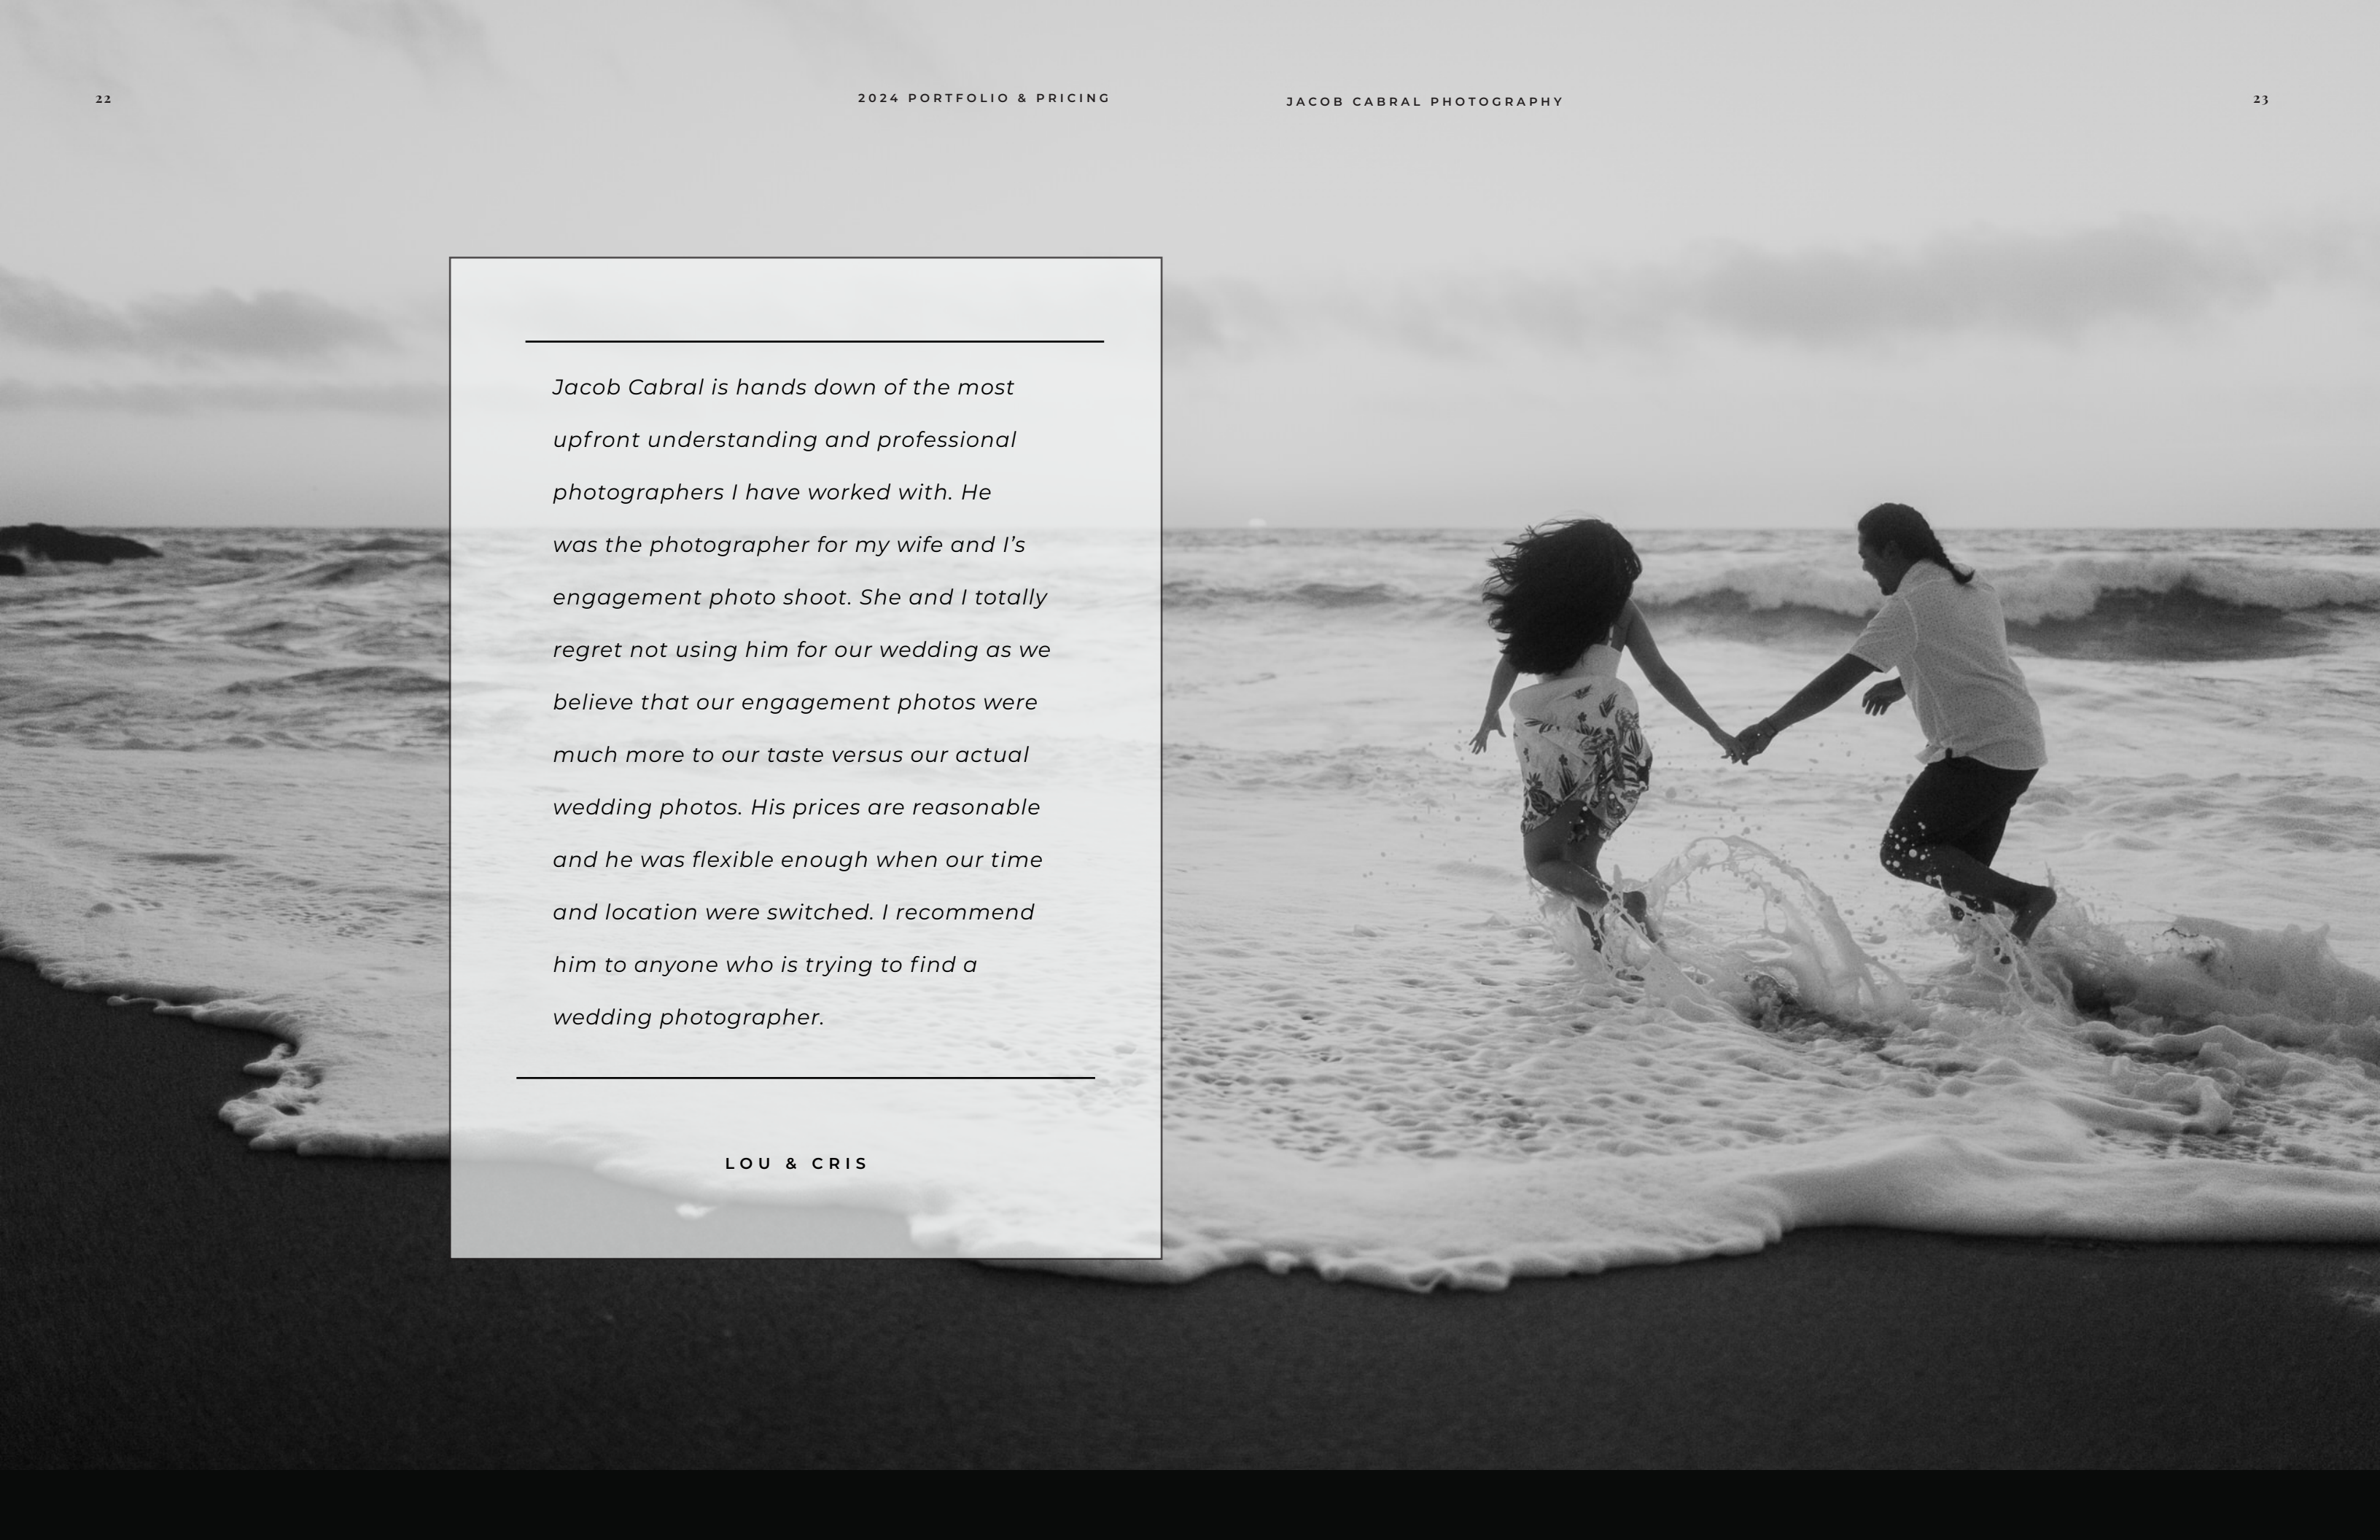 22
2024 PORTFOLIO & PRICING
JACOB CABRAL PHOTOGRAPHY
23
Jacob Cabral is hands down of the most
upfront understanding and professional
photographers I have worked with. He
was the photographer for my wife and I’s
engagement photo shoot. She and I totally
regret not using him for our wedding as we
believe that our engagement photos were
much more to our taste versus our actual
wedding photos. His prices are reasonable
and he was flexible enough when our time
and location were switched. I recommend
him to anyone who is trying to find a
wedding photographer.
LOU & CRIS